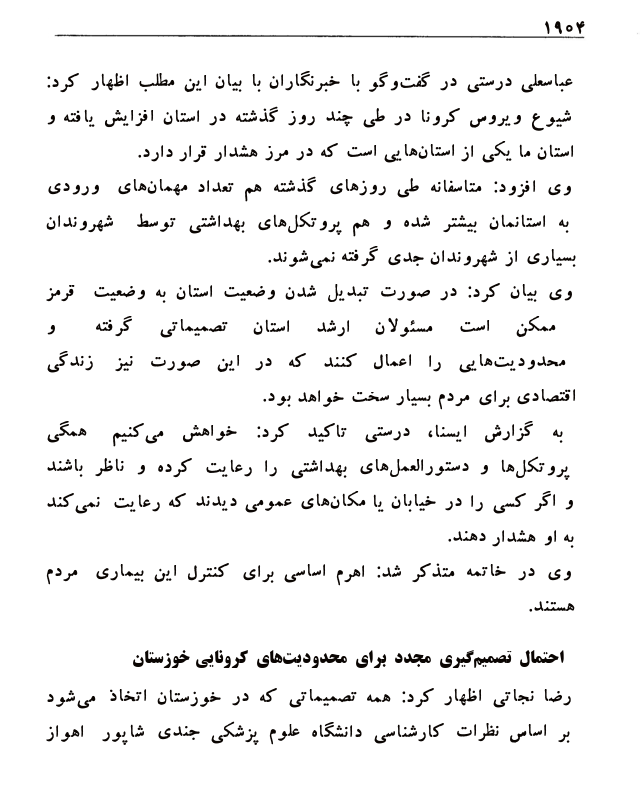 ۱۹۵۴
عباسعلی درستی در گفت‌وگو با خبرنگاران با بیان این مطلب اظهار کرد:
شیوع ویروس کرونا در طی چند روز گذشته در استان افزایش یافته و
استان ما یکی از استان‌هایی است که در مرز هشدار قرار دارد.
وی افزود: متاسفانه طی روزهای گذشته هم تعداد مهمان‌های ورودی
به استانمان بیشتر شده و هم پروتکل‌های بهداشتی توسط شهروندان
بسیاری از شهروندان جدی گرفته نمی‌شوند.
وی بیان کرد: در صورت تبدیل شدن وضعیت استان به وضعیت قرمز
ممکن است مسئولان ارشد استان تصمیماتی گرفته و
محدودیت‌هایی را اعمال کنند که در این صورت نیز زندگی
اقتصادی برای مردم بسیار سخت خواهد بود.
به گزارش ایسنا، درستی تاکید کرد: خواهش می‌کنیم همگی
پروتکل‌ها و دستورالعمل‌های بهداشتی را رعایت کرده و ناظر باشند
و اگر کسی را در خیابان یا مکان‌های عمومی دیدند که رعایت نمی‌کند
به او هشدار دهند.
وی در خاتمه متذکر شد: اهرم اساسی برای کنترل این بیماری مردم
هستند.
احتمال تصمیم‌گیری مجدد برای محدودیت‌های کرونایی خوزستان
رضا نجاتی اظهار کرد: همه تصمیماتی که در خوزستان اتخاذ می‌شود
بر اساس نظرات کارشناسی دانشگاه علوم پزشکی جندی شاپور اهواز